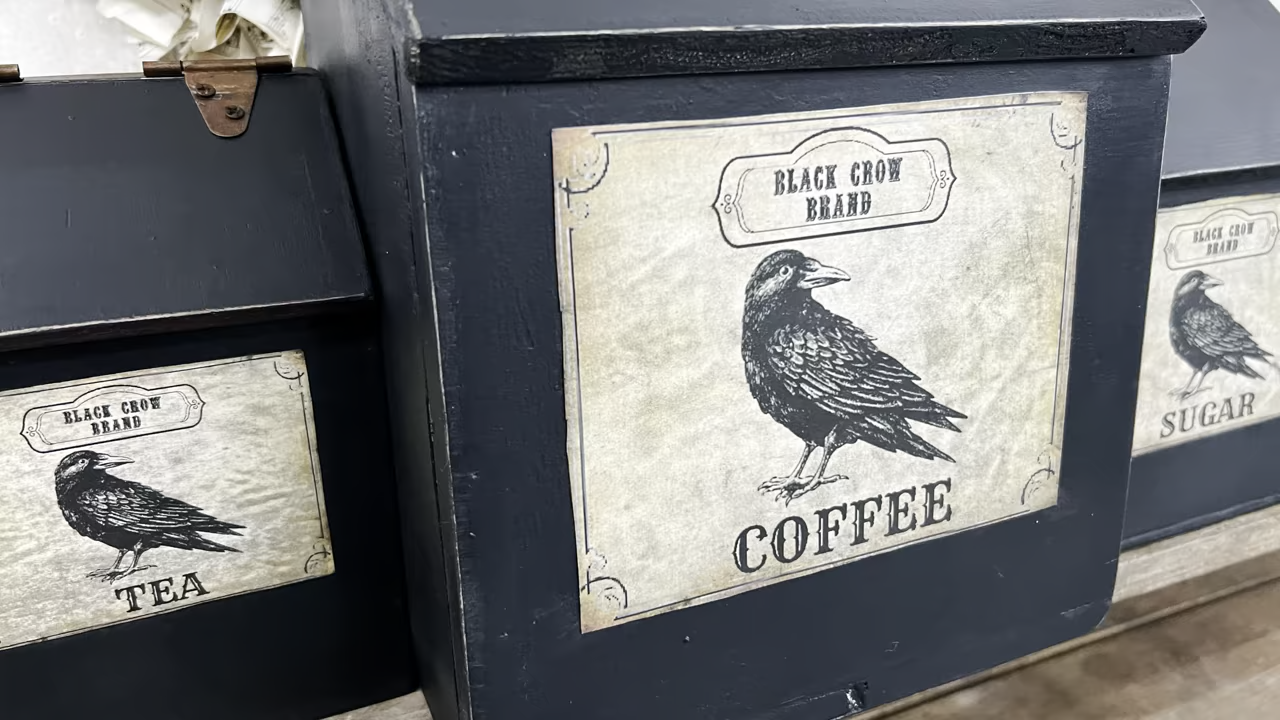 BLACK CROW
BRAND
TEA
BLACK CROW
BRAND
COFFEE
BLACK CROW
BRAND
SUGAR